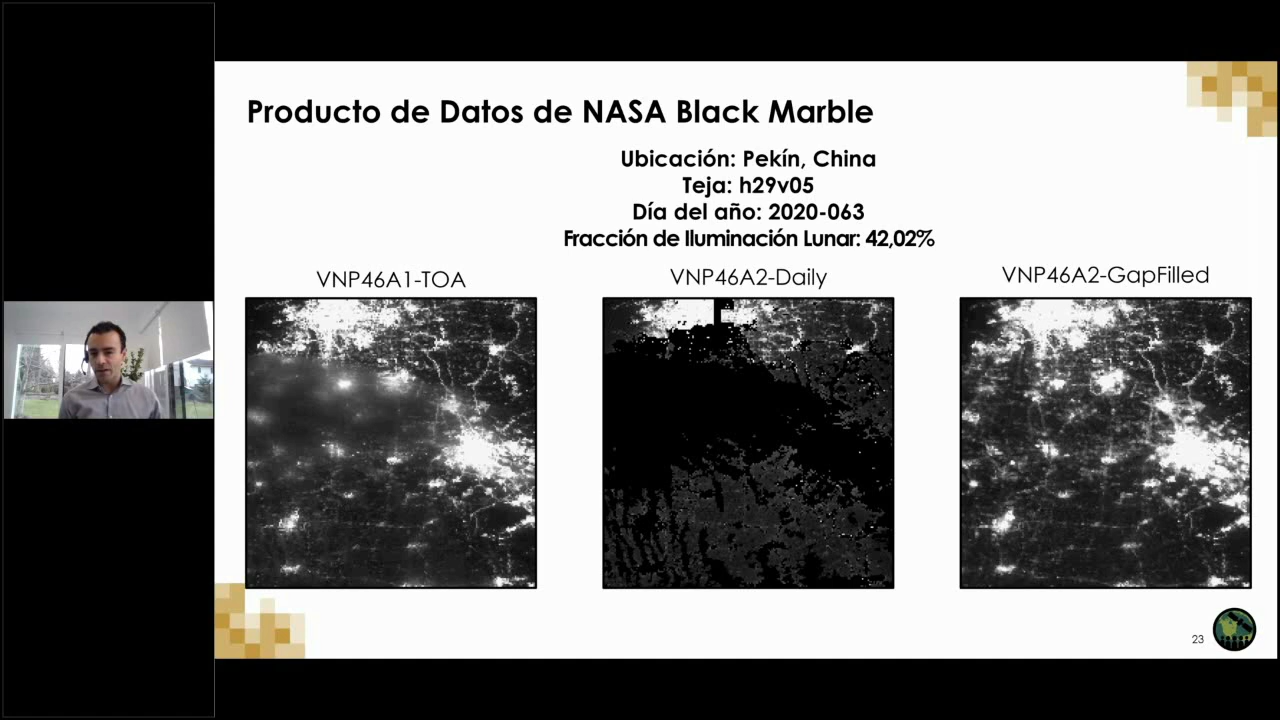 Producto de Datos de NASA Black Marble
Ubicación: Pekín, China
Teja: h29v05
Día del año: 2020-063
Fracción de Iluminación Lunar: 42,02%
VNP46A1-TOA
VNP46A2-Daily
VNP46A2-GapFilled
23